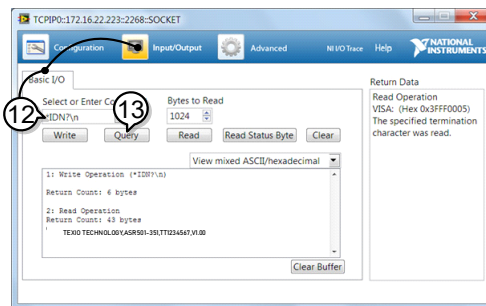 TCPIP0::172.16.22.223::2268::SOCKET
Configuration Input/Output Advanced NI I/O Trace Help NATIONAL INSTRUMENTS
Basic I/O
Return Data
Select or Enter Co
Bytes to Read
12 *IDN?\n 13 1024
Write Query Read Read Status Byte Clear
View mixed ASCII/hexadecimal
Read Operation
VISA: (Hex 0x3FFF0005)
The specified termination
character was read.
1: Write Operation (*IDN?\n)
Return Count: 6 bytes
2: Read Operation
Return Count: 43 bytes
TEXIO TECHNOLOGY,ASR501-351,TT1234567,V1.00
Clear Buffer